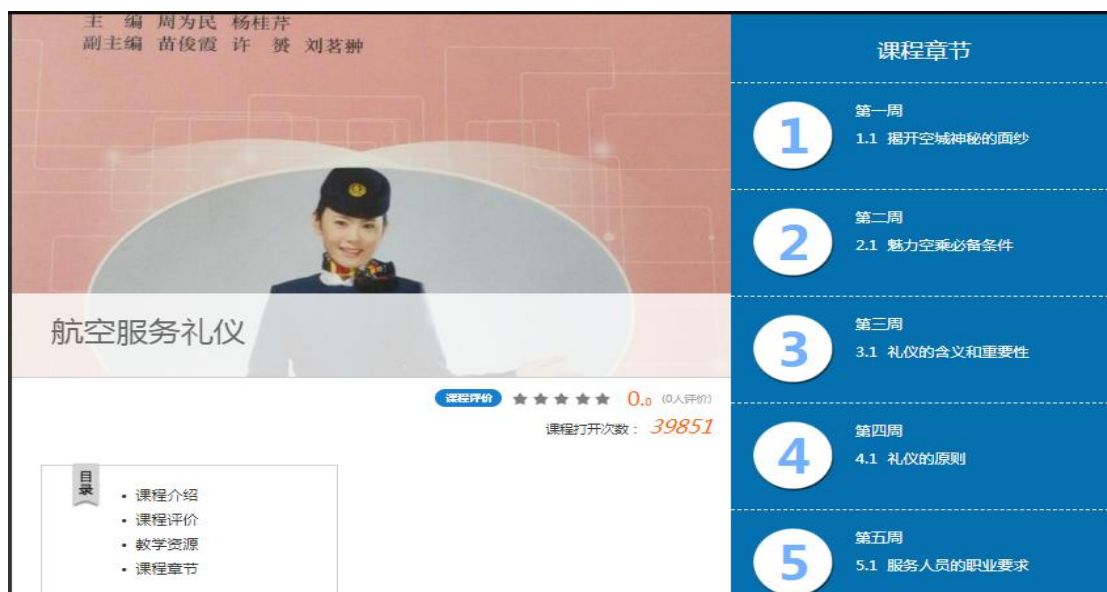 主 编 周为民 杨桂芹
副主编 苗俊霞 许 赟 刘茗翀
航空服务礼仪
课程评价 0.0 (0人评价)
课程打开次数： 39851
目录
• 课程介绍
• 课程评价
• 教学资源
• 课程章节
课程章节
1
第一周
1.1 揭开空城神秘的面纱
2
第二周
2.1 魅力空乘必备条件
3
第三周
3.1 礼仪的含义和重要性
4
第四周
4.1 礼仪的原则
5
第五周
5.1 服务人员的职业要求